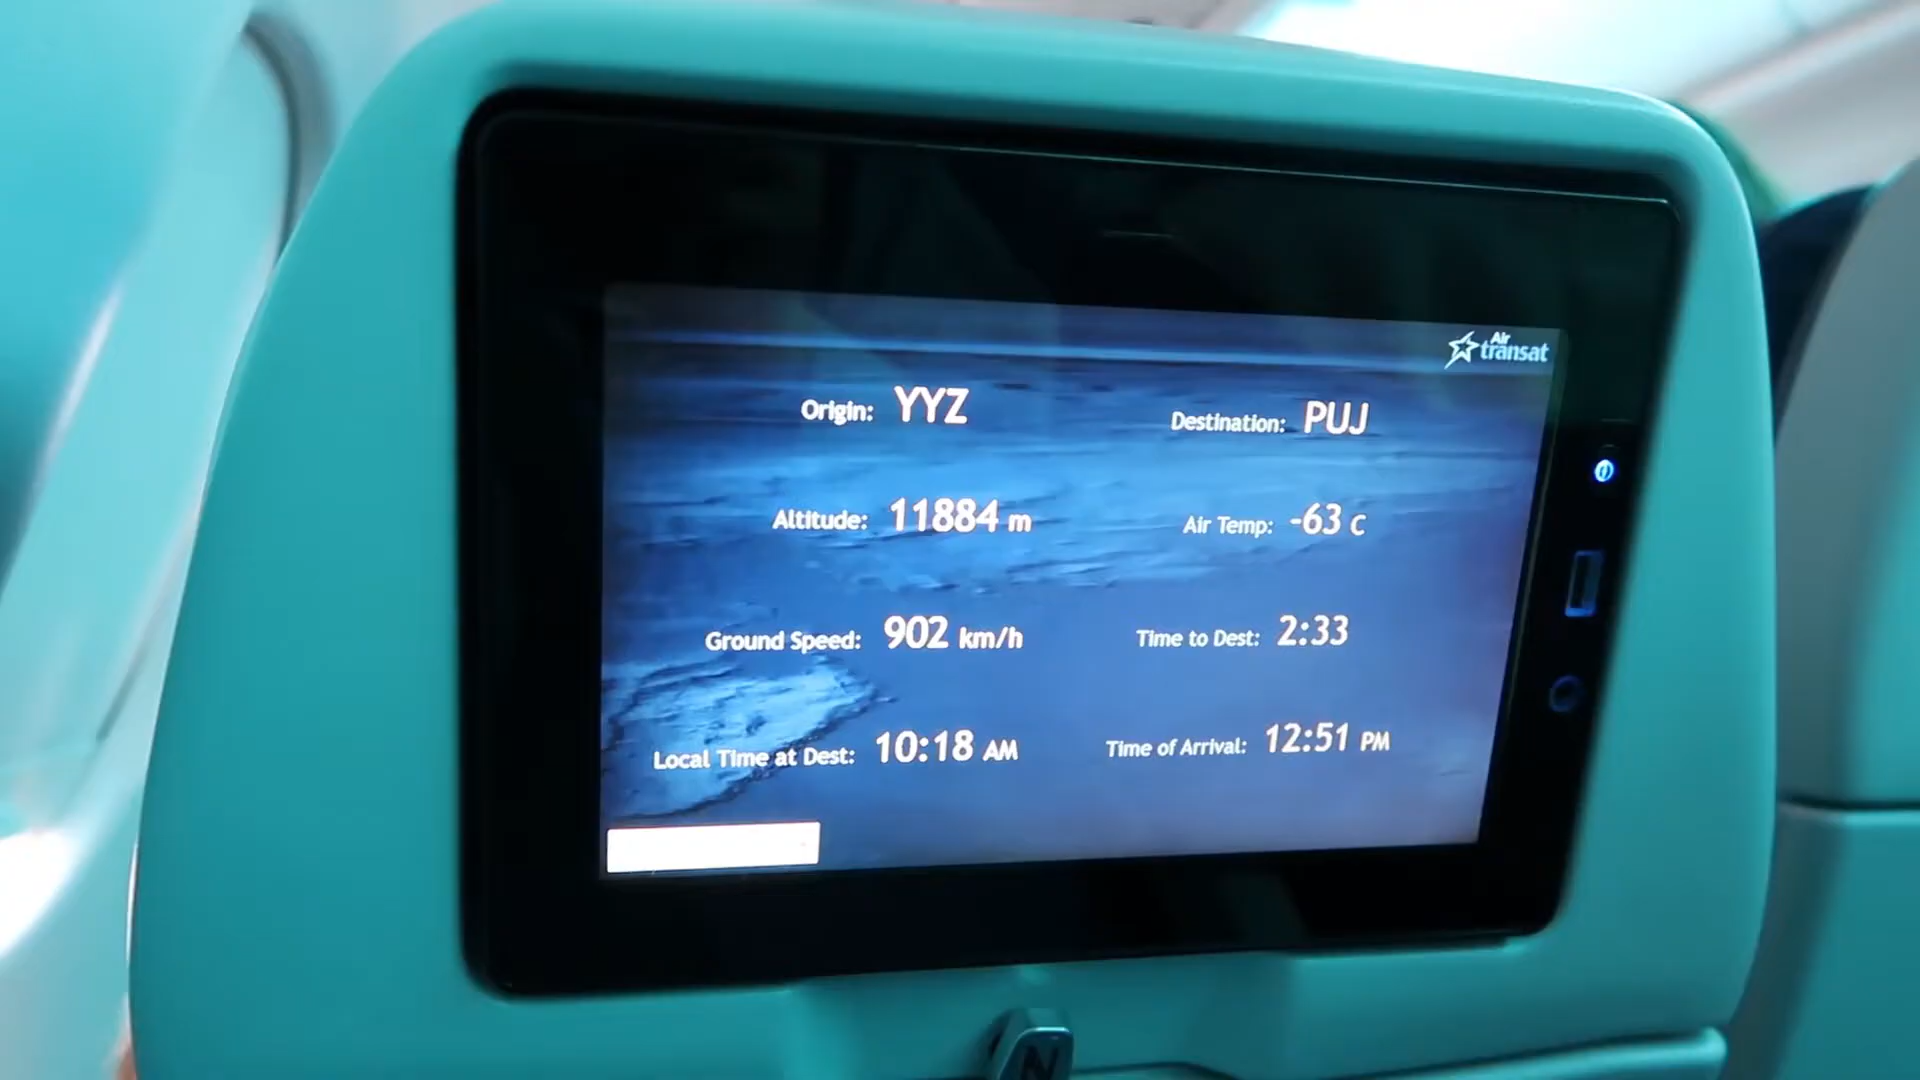 Air
transat
Origin: YYZ
Destination: PUJ
Altitude: 11884 m
Air Temp: -63 C
Ground Speed: 902 km/h
Time to Dest: 2:33
Local Time at Dest: 10:18 AM
Time of Arrival: 12:51 PM